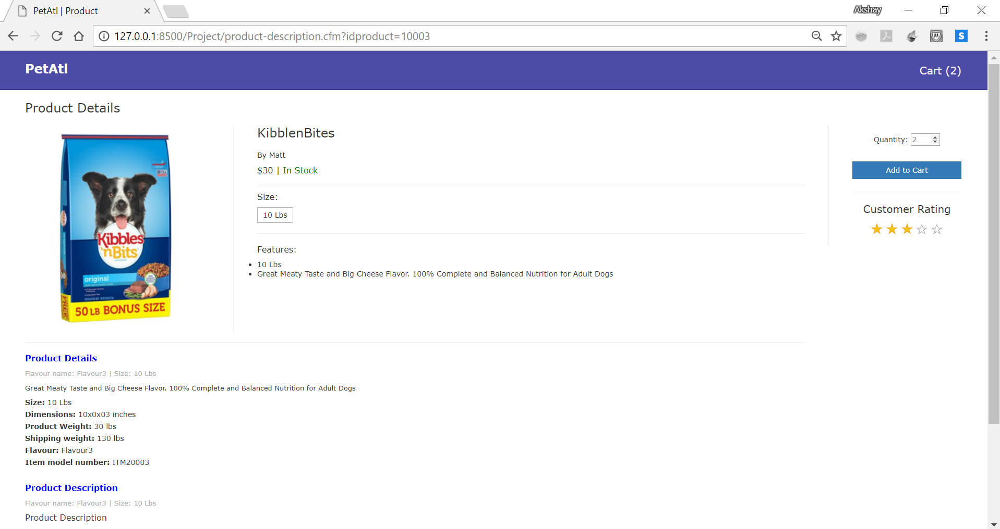 PetAtl | Product
Akshay
127.0.0.1:8500/Project/product-description.cfm?idproduct=10003
S
PetAtl
Cart (2)
Product Details
KibblenBites
By Matt
$30 | In Stock
Size:
10 Lbs
Features:
10 Lbs
Great Meaty Taste and Big Cheese Flavor. 100% Complete and Balanced Nutrition for Adult Dogs
Quantity: 2
Add to Cart
Customer Rating
Kibbles
'nBits
original
50 LB BONUS SIZE
FREE
Product Details
Flavour name: Flavour3 | Size: 10 Lbs
Great Meaty Taste and Big Cheese Flavor. 100% Complete and Balanced Nutrition for Adult Dogs
Size: 10 Lbs
Dimensions: 10x0x03 inches
Product Weight: 30 lbs
Shipping weight: 130 lbs
Flavour: Flavour3
Item model number: ITM20003
Product Description
Flavour name: Flavour3 | Size: 10 Lbs
Product Description